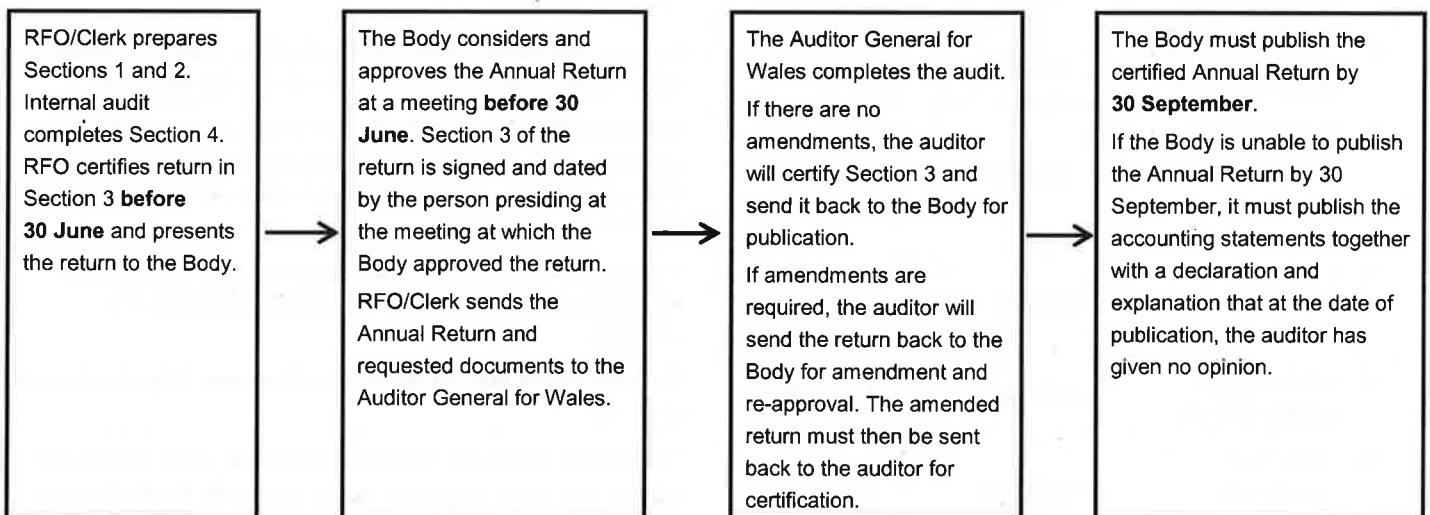 RFO/Clerk prepares
Sections 1 and 2.
Internal audit
completes Section 4.
RFO certifies return in
Section 3 before
30 June and presents
the return to the Body.
The Body considers and
approves the Annual Return
at a meeting before 30
June. Section 3 of the
return is signed and dated
by the person presiding at
the meeting at which the
Body approved the return.
RFO/Clerk sends the
Annual Return and
requested documents to the
Auditor General for Wales.
The Auditor General for
Wales completes the audit.
If there are no
amendments, the auditor
will certify Section 3 and
send it back to the Body for
publication.
If amendments are
required, the auditor will
send the return back to the
Body for amendment and
re-approval. The amended
return must then be sent
back to the auditor for
certification.
The Body must publish the
certified Annual Return by
30 September.
If the Body is unable to publish
the Annual Return by 30
September, it must publish the
accounting statements together
with a declaration and
explanation that at the date of
publication, the auditor has
given no opinion.